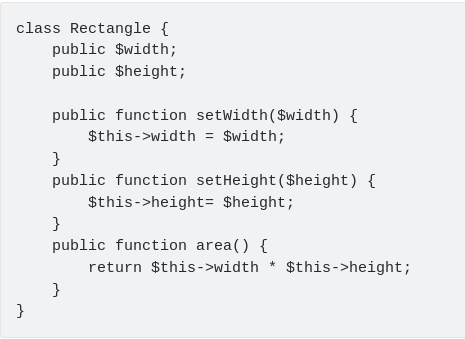 class Rectangle {
    public $width;
    public $height;

    public function setWidth($width) {
        $this->width = $width;
    }
    public function setHeight($height) {
        $this->height= $height;
    }
    public function area() {
        return $this->width * $this->height;
    }
}